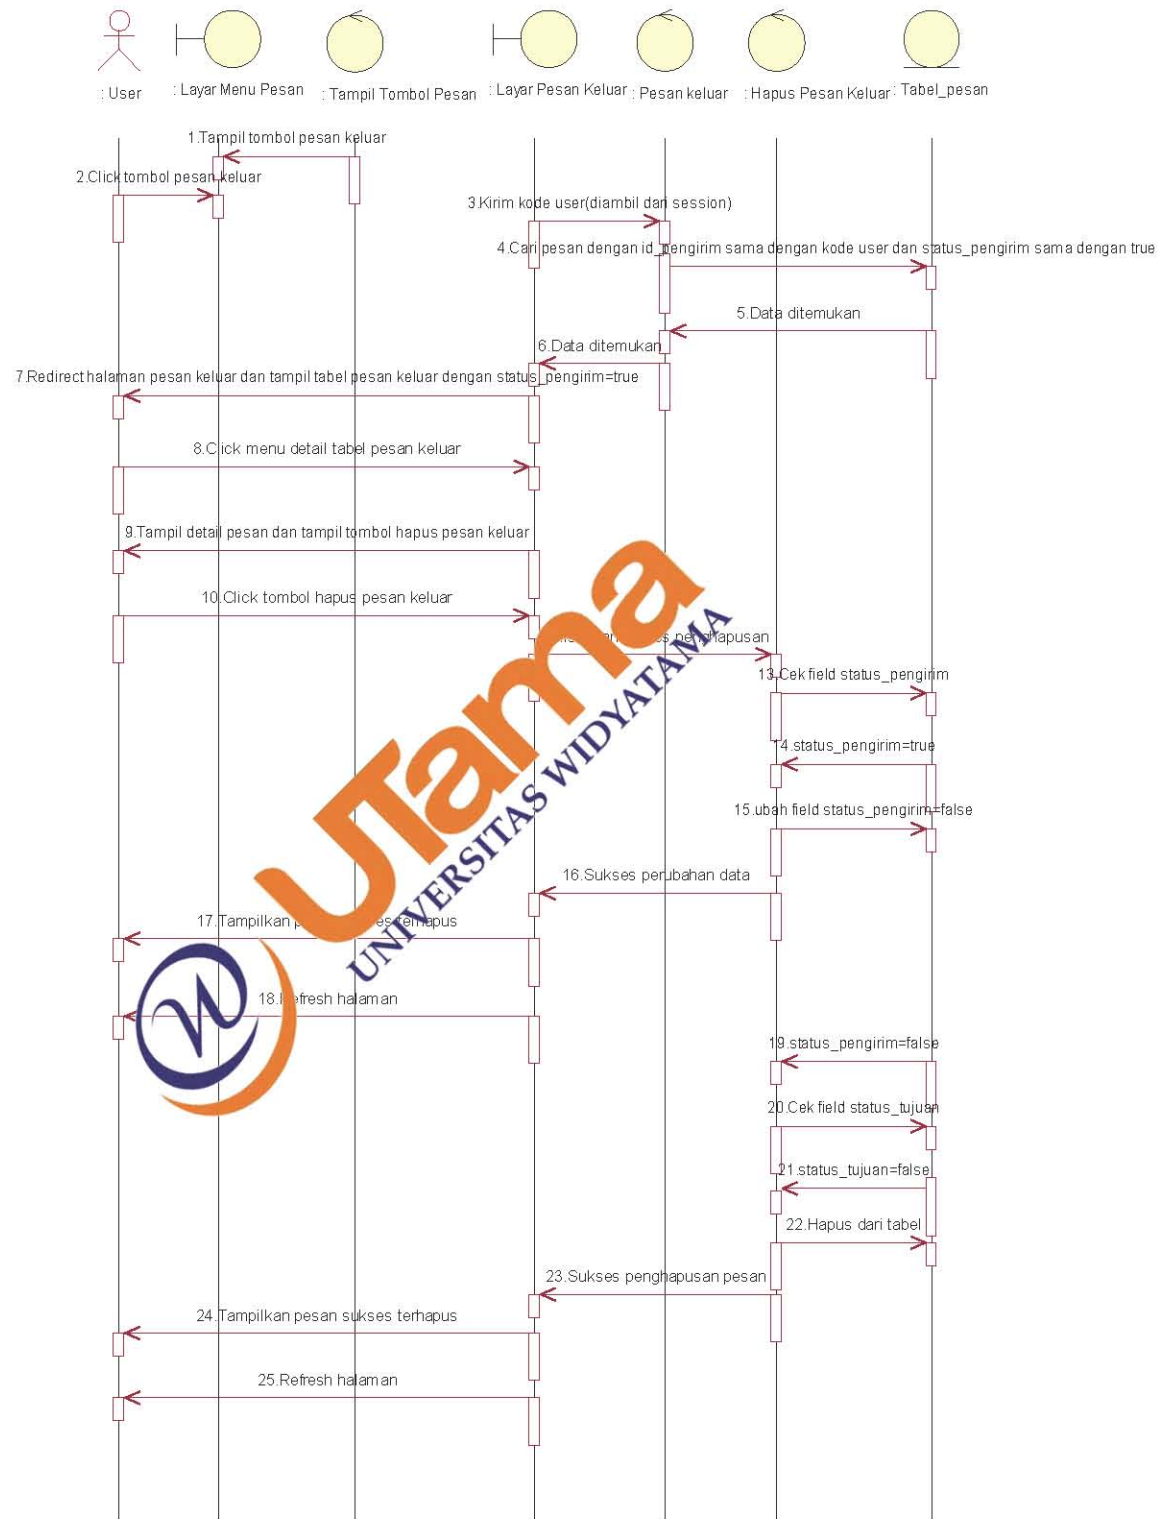 : User
: Layar Menu Pesan
: Tampil Tombol Pesan
: Layar Pesan Keluar
: Pesan keluar
: Hapus Pesan Keluar
: Tabel_pesan
1.Tampil tombol pesan keluar
2.Click tombol pesan keluar
3.Kirim kode user(diambil dari session)
4.Cari pesan dengan id_pengirim sama dengan kode user dan status_pengirim sama dengan true
5.Data ditemukan
6.Data ditemukan
7.Redirect halaman pesan keluar dan tampil tabel pesan keluar dengan status_pengirim=true
8.Click menu detail tabel pesan keluar
9.Tampil detail pesan dan tampil tombol hapus pesan keluar
10.Click tombol hapus pesan keluar
penghapusan
13.Cek field status_pengirim
14.status_pengirim=true
15.ubah field status_pengirim=false
16.Sukses perubahan data
17.Tampilkan terhapus
18.Refresh halaman
19.status_pengirim=false
20.Cek field status_tujuan
21.status_tujuan=false
22.Hapus dari tabel
23.Sukses penghapusan pesan
24.Tampilkan pesan sukses terhapus
25.Refresh halaman
UTama
UNIVERSITAS WIDYATAMA